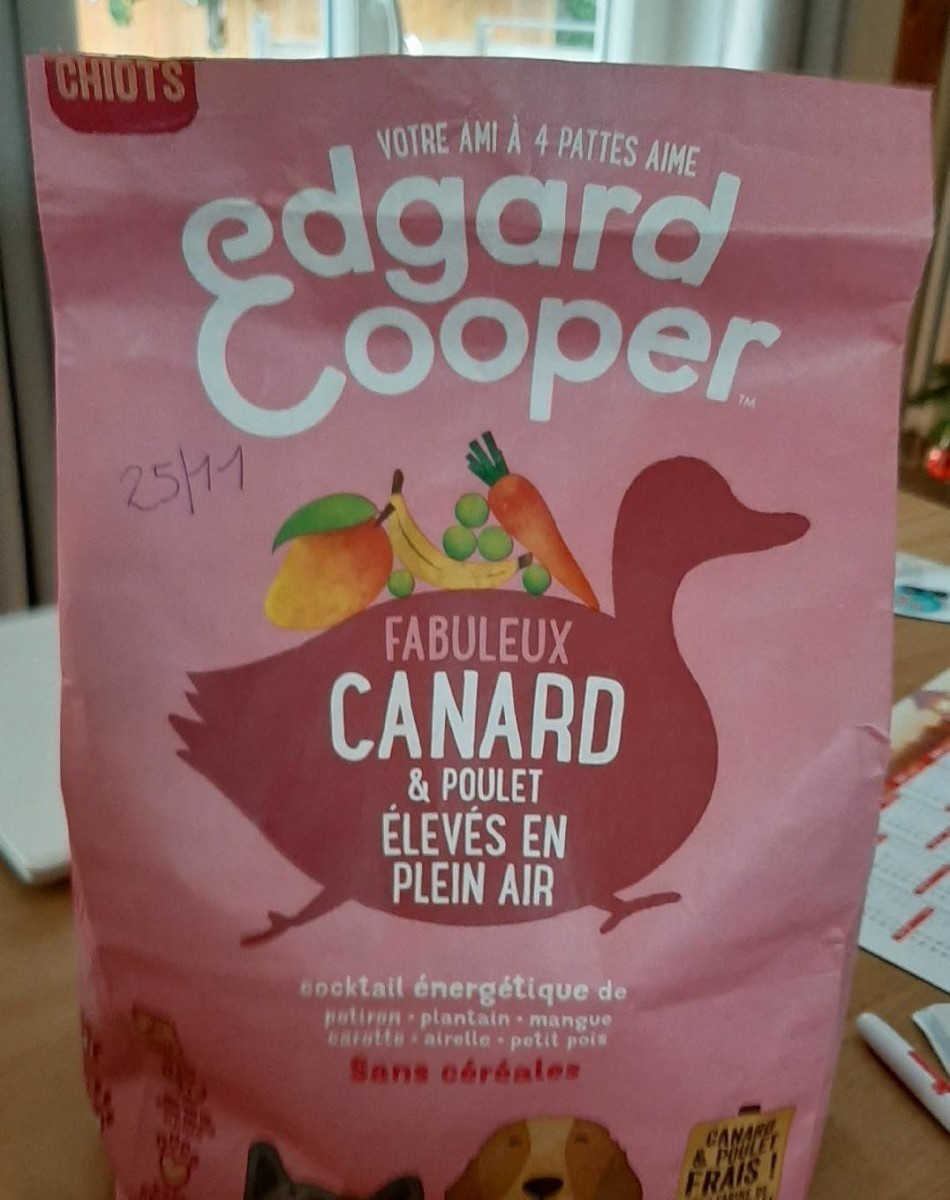 CHIOTS
VOTRE AMI À 4 PATTES AIME
edgard
Cooper
TM
25/11
FABULEUX
CANARD
& POULET
ÉLEVÉS EN
PLEIN AIR
cocktail énergétique de
potiron - plantain - mangue
carotte - airelle - petit pois
Sans céréales
CANARD
& POULET
FRAIS !